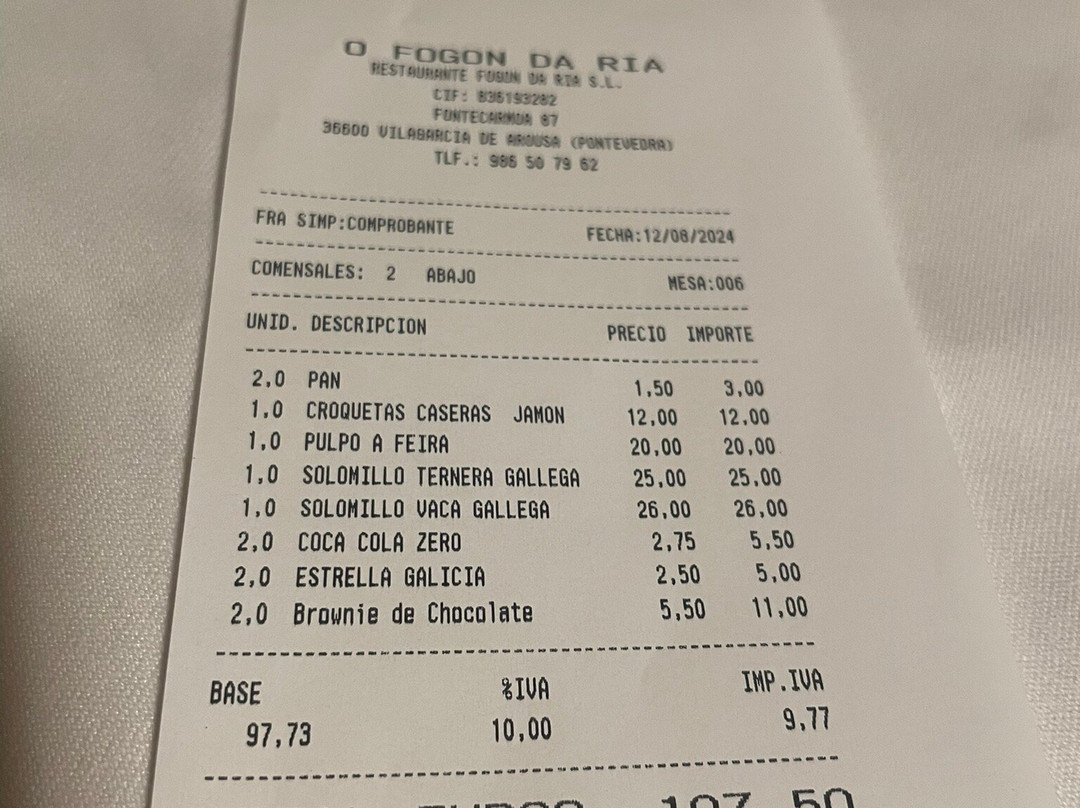 O FOGON DA RIA
RESTAURANTE FOGON DA RIA S.L.
CIF: B36193282
FONTECARMOA 87
36600 VILAGARCIA DE AROUSA (PONTEVEDRA)
TLF.: 986 50 79 62
FRA SIMP:COMPROBANTE FECHA:12/08/2024
COMENSALES: 2 ABAJO MESA:006
UNID. DESCRIPCION PRECIO IMPORTE
2,0 PAN 1,50 3,00
1,0 CROQUETAS CASERAS JAMON 12,00 12,00
1,0 PULPO A FEIRA 20,00 20,00
1,0 SOLOMILLO TERNERA GALLEGA 25,00 25,00
1,0 SOLOMILLO VACA GALLEGA 26,00 26,00
2,0 COCA COLA ZERO 2,75 5,50
2,0 ESTRELLA GALICIA 2,50 5,00
2,0 Brownie de Chocolate 5,50 11,00
BASE %IVA IMP.IVA
97,73 10,00 9,77
EUROS 107,50